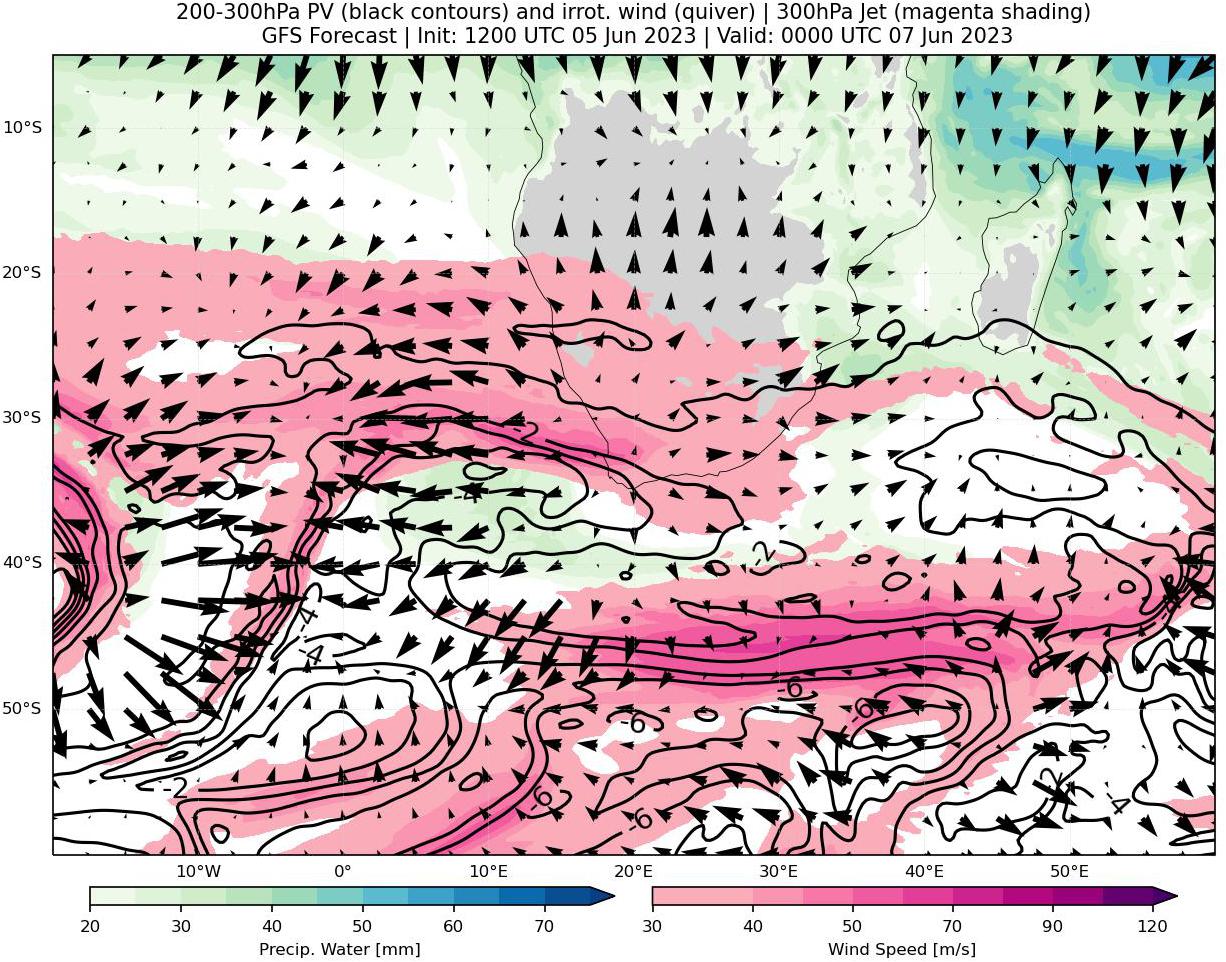 200-300hPa PV (black contours) and irrot. wind (quiver) | 300hPa Jet (magenta shading)
GFS Forecast | Init: 1200 UTC 05 Jun 2023 | Valid: 0000 UTC 07 Jun 2023
10°S
20°S
30°S
-2
-4
-2
40°S
-4
-4
-6
50°S
-6
-6
-2
-2
-4
-6
-6
10°W 0° 10°E 20°E 30°E 40°E 50°E
20 30 40 50 60 70
30 40 50 70 90 120
Precip. Water [mm]
Wind Speed [m/s]